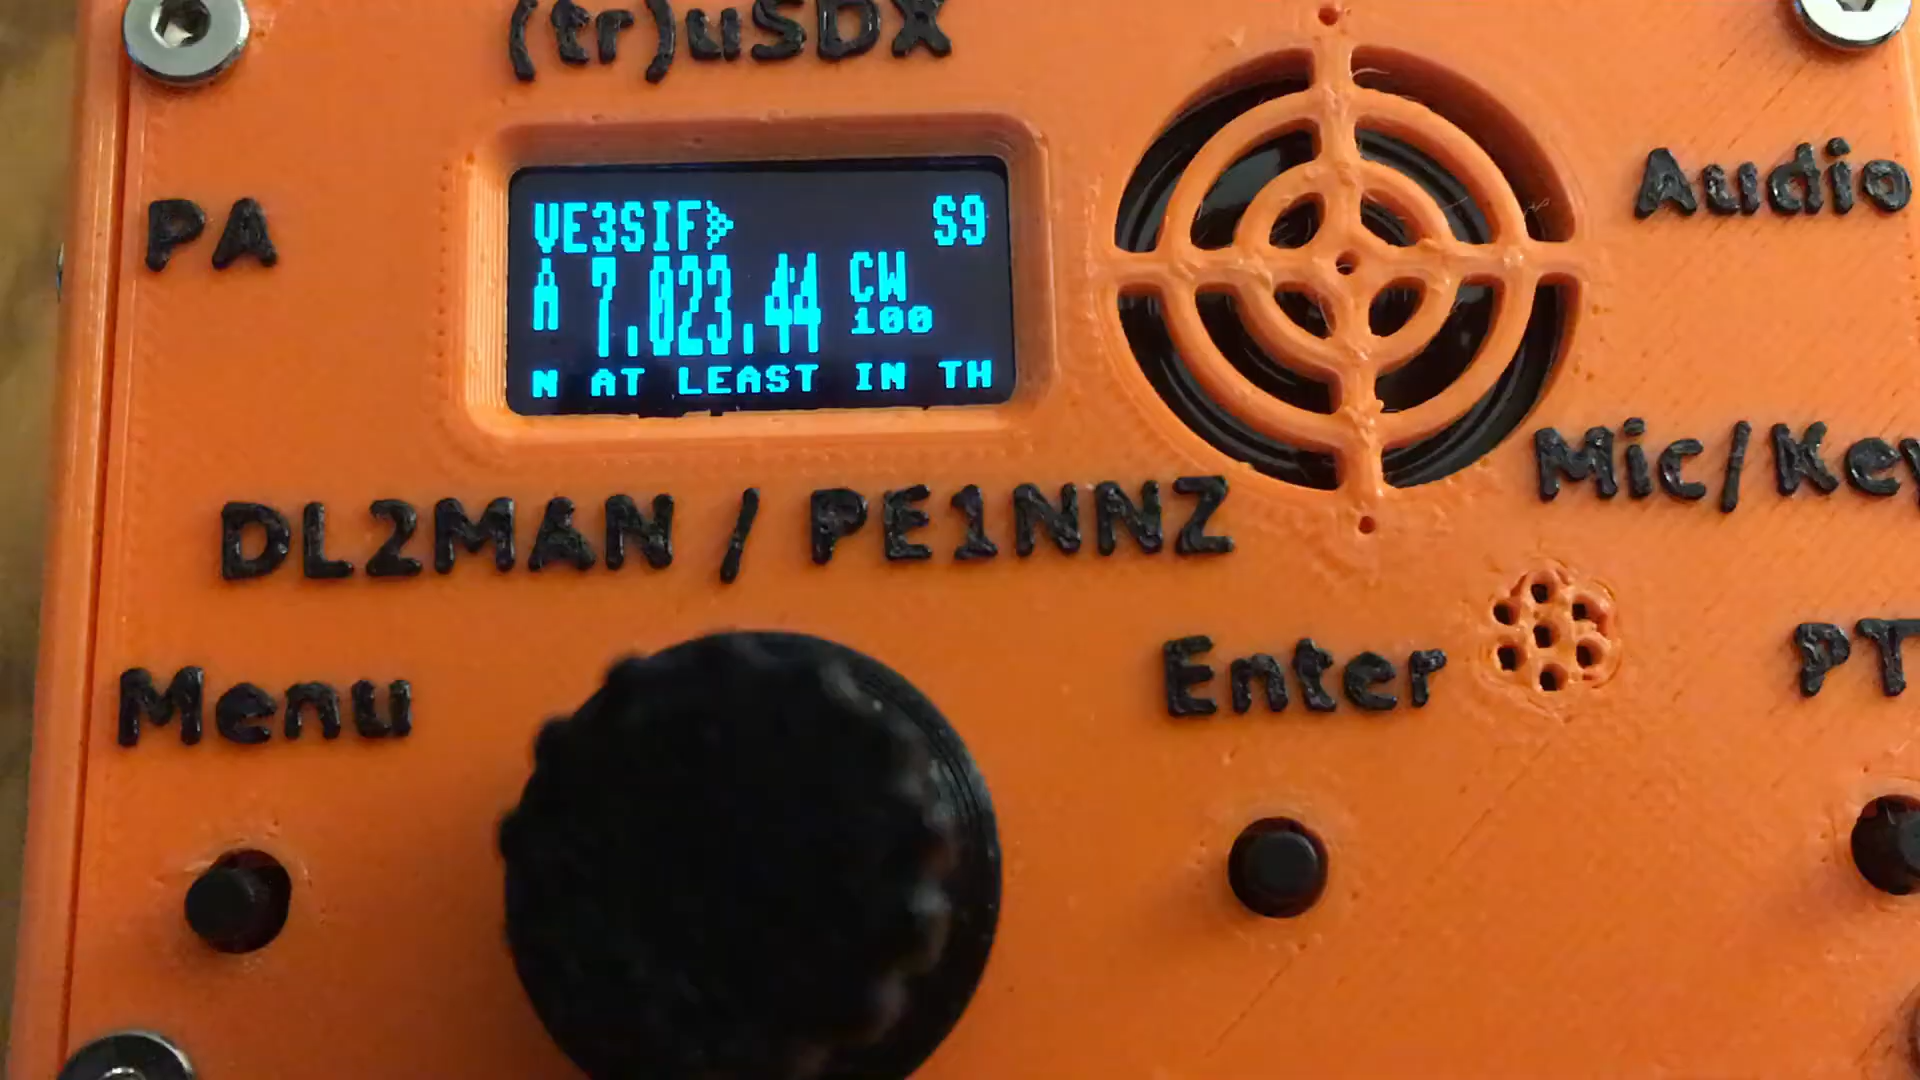 (tr)uSDX
PA
VE3SIF S9
A 7.023.44 CW
100
N AT LEAST IN TH
Audio
Mic/Key
DL2MAN / PE1NNZ
Menu
Enter
PT